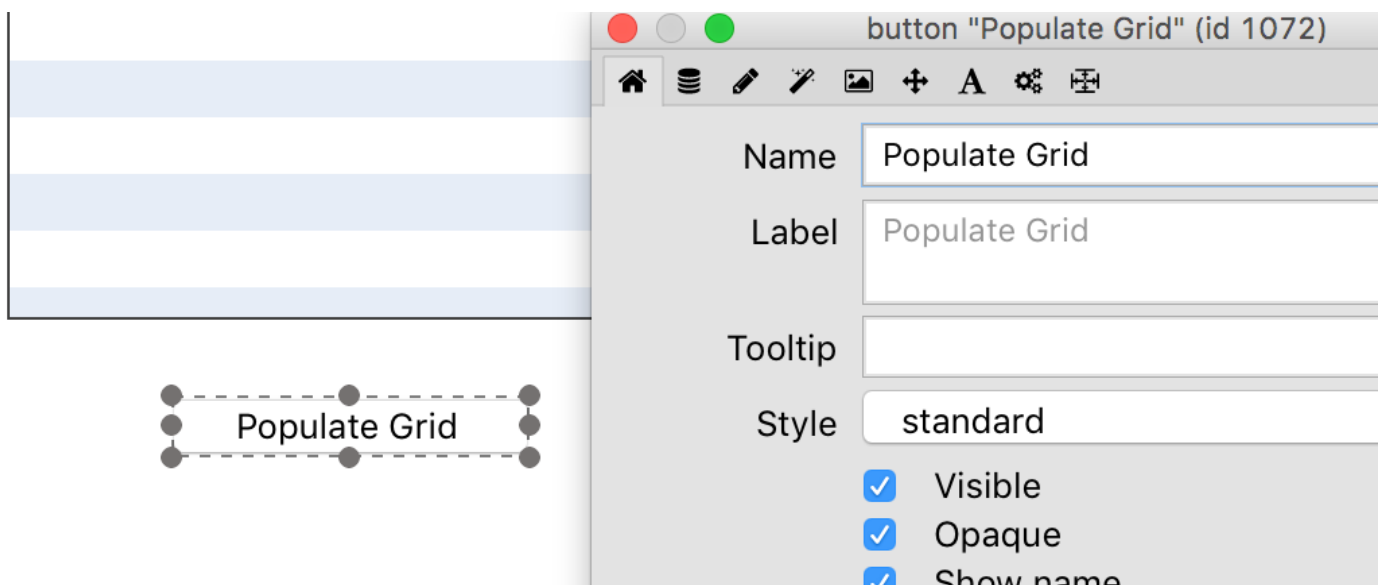 button "Populate Grid" (id 1072)
A
Name
Populate Grid
Label
Populate Grid
Tooltip
Populate Grid
Style
standard
Visible
Opaque
Show name